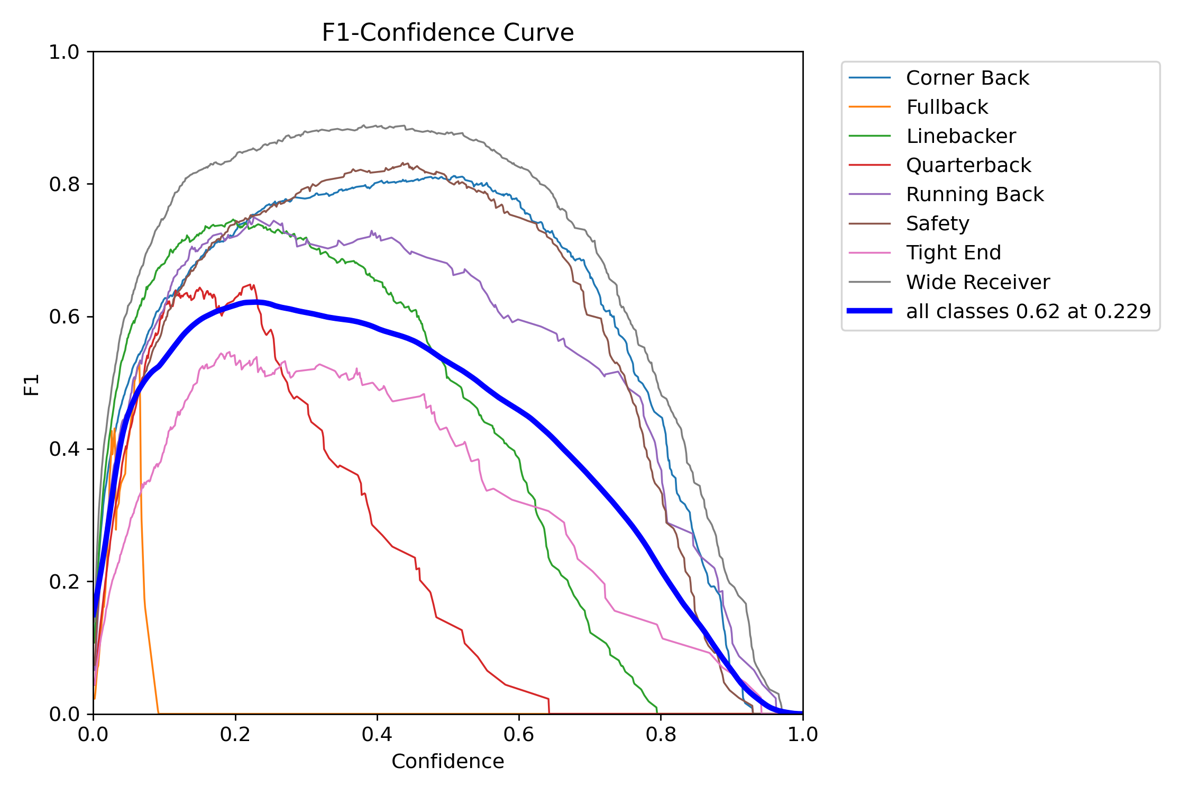 F1-Confidence Curve
1.0
0.8
0.6
0.4
0.2
0.0
F1
0.0 0.2 0.4 0.6 0.8 1.0
Confidence
Corner Back
Fullback
Linebacker
Quarterback
Running Back
Safety
Tight End
Wide Receiver
all classes 0.62 at 0.229